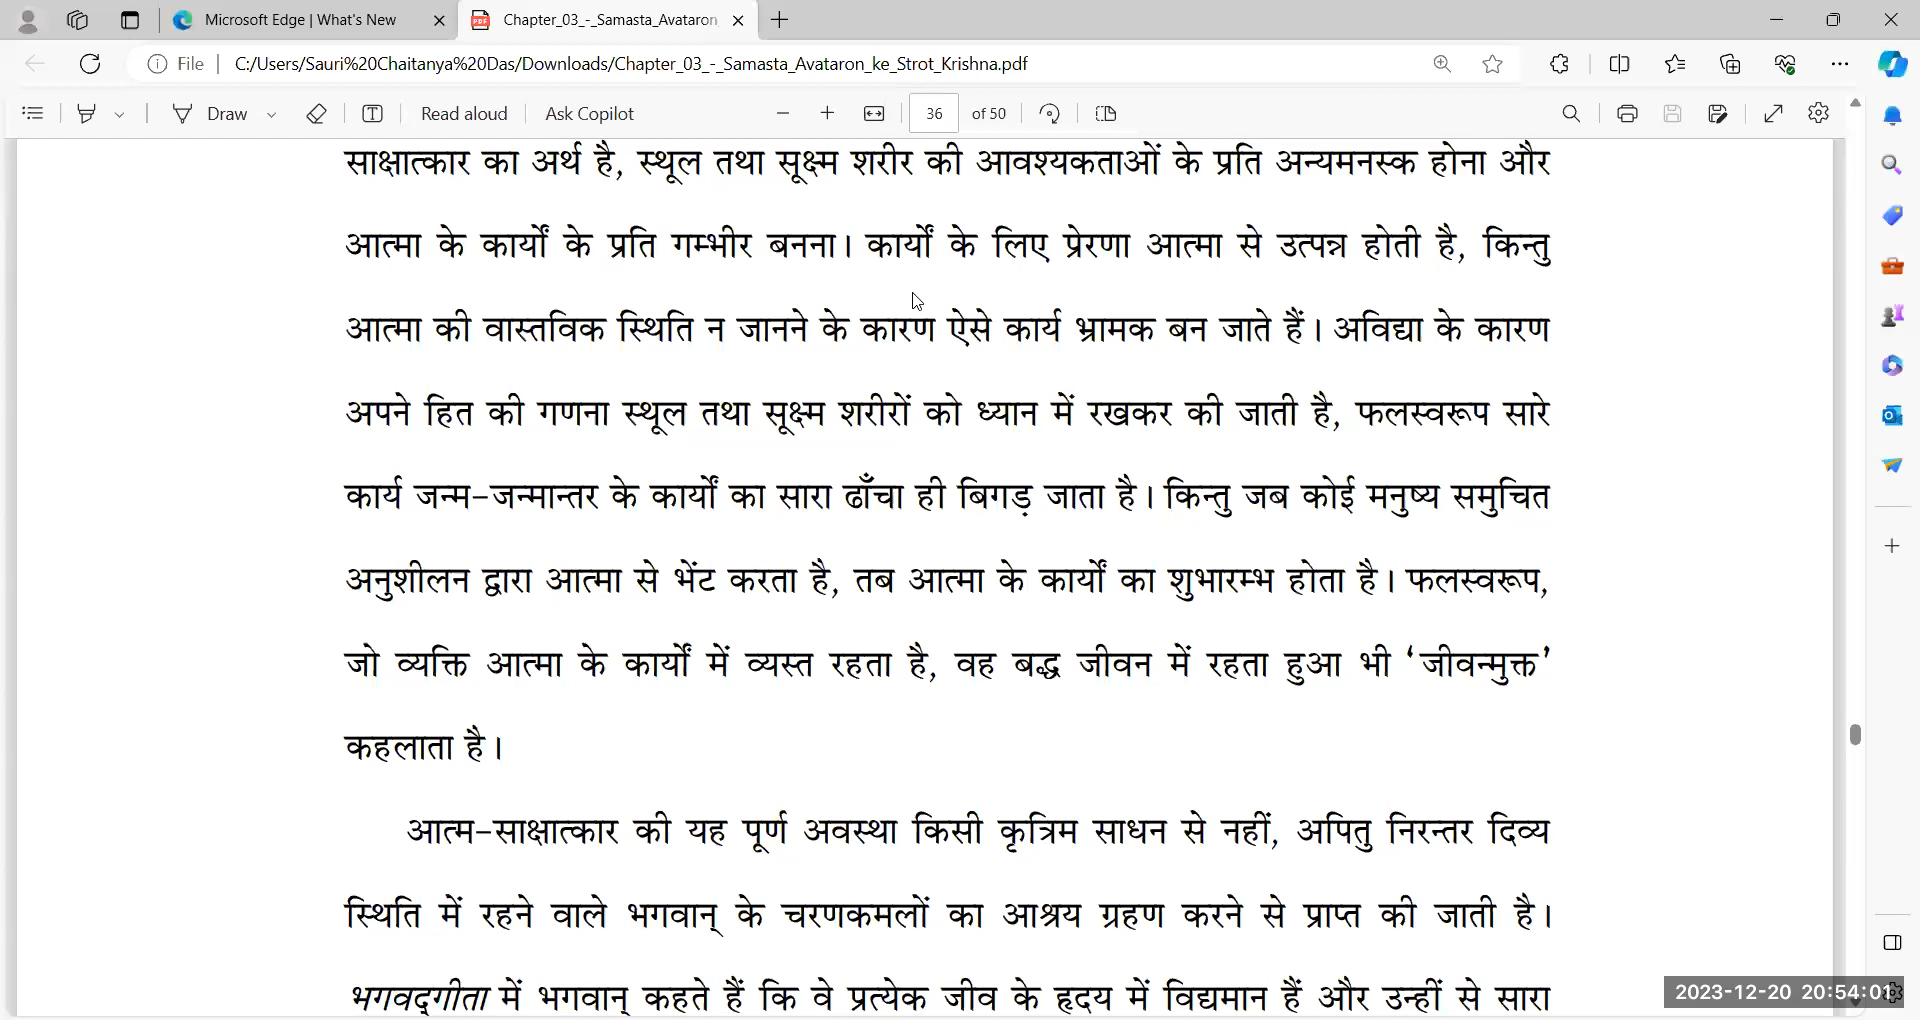 Microsoft Edge | What's New
Chapter_03_-_Samasta_Avataron
File
C:/Users/Sauri%20Chaitanya%20Das/Downloads/Chapter_03_-_Samasta_Avataron_ke_Strot_Krishna.pdf
Draw
Read aloud
Ask Copilot
36 of 50
साक्षात्कार का अर्थ है, स्थूल तथा सूक्ष्म शरीर की आवश्यकताओं के प्रति अन्यमनस्क होना और
आत्मा के कार्यों के प्रति गम्भीर बनना। कार्यों के लिए प्रेरणा आत्मा से उत्पन्न होती है, किन्तु
आत्मा की वास्तविक स्थिति न जानने के कारण ऐसे कार्य भ्रामक बन जाते हैं। अविद्या के कारण
अपने हित की गणना स्थूल तथा सूक्ष्म शरीरों को ध्यान में रखकर की जाती है, फलस्वरूप सारे
कार्य जन्म-जन्मान्तर के कार्यों का सारा ढाँचा ही बिगड़ जाता है। किन्तु जब कोई मनुष्य समुचित
अनुशीलन द्वारा आत्मा से भेंट करता है, तब आत्मा के कार्यों का शुभारम्भ होता है। फलस्वरूप,
जो व्यक्ति आत्मा के कार्यों में व्यस्त रहता है, वह बद्ध जीवन में रहता हुआ भी ‘जीवन्मुक्त’
कहलाता है।
आत्म-साक्षात्कार की यह पूर्ण अवस्था किसी कृत्रिम साधन से नहीं, अपितु निरन्तर दिव्य
स्थिति में रहने वाले भगवान् के चरणकमलों का आश्रय ग्रहण करने से प्राप्त की जाती है।
भगवद्‌गीता में भगवान् कहते हैं कि वे प्रत्येक जीव के हृदय में विद्यमान हैं और उन्हीं से सारा
2023-12-20 20:54:01